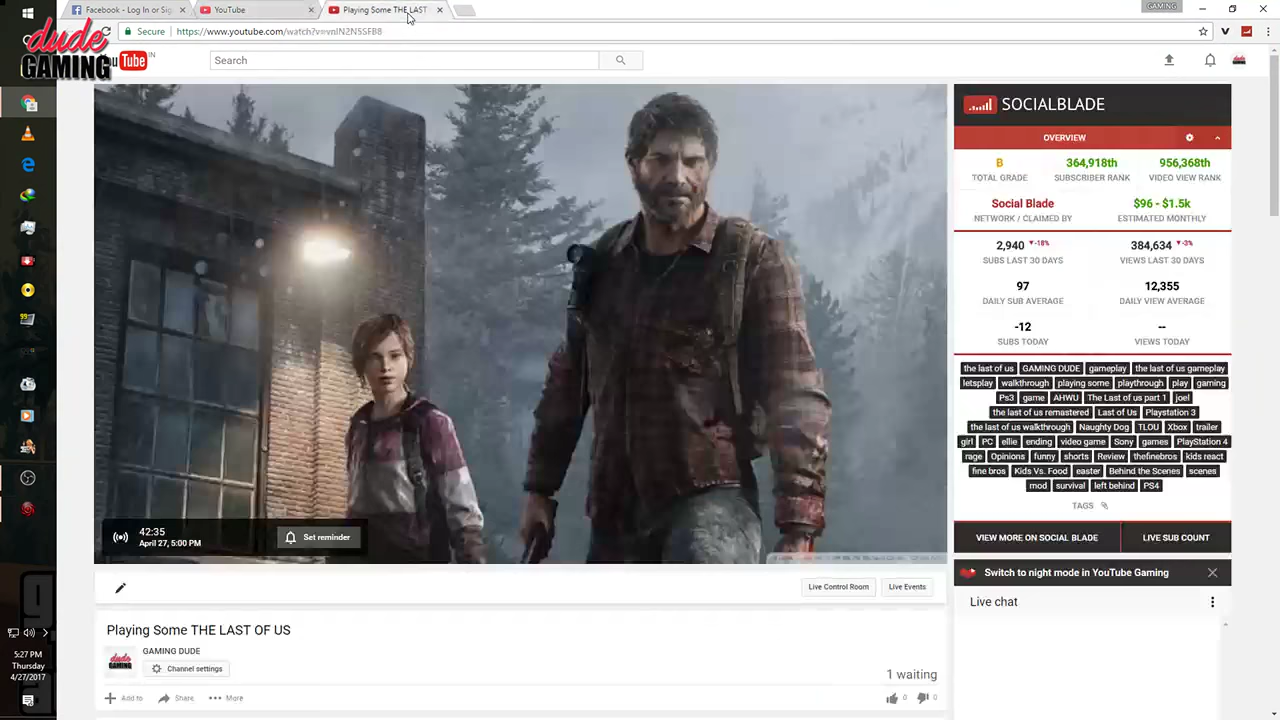 Facebook - Log In or Sig
YouTube
Playing Some THE LAST
GAMING
Secure
https://www.youtube.com/watch?v=vnlN2N5SFB8
dude
GAMING
Tube
IN
Search
SOCIALBLADE
OVERVIEW
B
364,918th
956,368th
TOTAL GRADE
SUBSCRIBER RANK
VIDEO VIEW RANK
Social Blade
$96 - $1.5k
NETWORK / CLAIMED BY
ESTIMATED MONTHLY
2,940 -18%
384,634 -3%
SUBS LAST 30 DAYS
VIEWS LAST 30 DAYS
97
12,355
DAILY SUB AVERAGE
DAILY VIEW AVERAGE
-12
--
SUBS TODAY
VIEWS TODAY
the last of us GAMING DUDE gameplay the last of us gameplay
letsplay walkthrough playing some playthrough play gaming
Ps3 game AHWU The Last of us part 1 joel
the last of us remastered Last of Us Playstation 3
the last of us walkthrough Naughty Dog TLOU Xbox trailer
girl PC ellie ending video game Sony games PlayStation 4
rage Opinions funny shorts Review thefinebros kids react
fine bros Kids Vs. Food easter Behind the Scenes scenes
mod survival left behind PS4
TAGS
VIEW MORE ON SOCIAL BLADE
LIVE SUB COUNT
42:35
April 27, 5:00 PM
Set reminder
Switch to night mode in YouTube Gaming
Live chat
Live Control Room
Live Events
Playing Some THE LAST OF US
GAMING DUDE
Channel settings
1 waiting
Add to
Share
More
0
0
5:27 PM
Thursday
4/27/2017